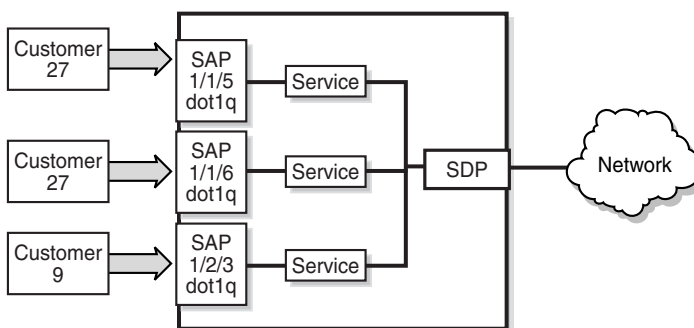 Customer
27
SAP
1/1/5
dot1q
Service
Customer
27
SAP
1/1/6
dot1q
Service
SDP
Network
Customer
9
SAP
1/2/3
dot1q
Service